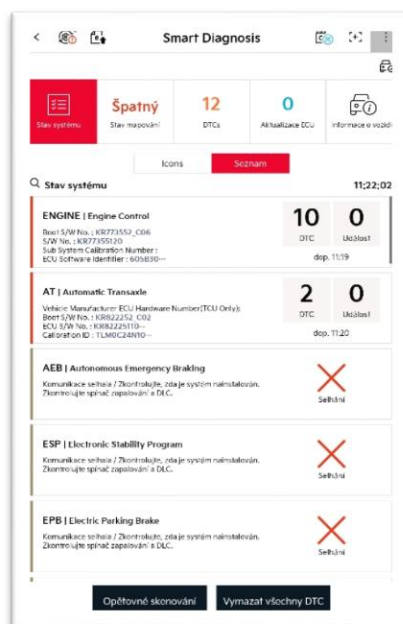 Smart Diagnosis
Stav systému
Špatný
Stav mapování
12
DTCs
0
Aktualizace ECU
Informace o vozidl
Icons
Seznam
Stav systému
11;22;02
ENGINE | Engine Control
Boot S/W No. : KR773552_C06
S/W No. : KR77355120
Sub System Calibration Number :
ECU Software Identifier : 605B30---
10
DTC
0
Událost
dop. 11:19
AT | Automatic Transaxle
Vehicle Manufacturer ECU Hardware Number(TCU Only):
Boot S/W No. : KR822252_C02
ECU S/W No. : KR82225110---
Calibration ID : TLM0C24N10---
2
DTC
0
Událost
dop. 11:20
AEB | Autonomous Emergency Braking
Komunikace selhala / Zkontrolujte, zda je systém nainstalován.
Zkontrolujte spínač zapalování a DLC.
Selhání
ESP | Electronic Stability Program
Komunikace selhala / Zkontrolujte, zda je systém nainstalován.
Zkontrolujte spínač zapalování a DLC.
Selhání
EPB | Electric Parking Brake
Komunikace selhala / Zkontrolujte, zda je systém nainstalován.
Zkontrolujte spínač zapalování a DLC.
Selhání
Opětovné skenování
Vymazat všechny DTC